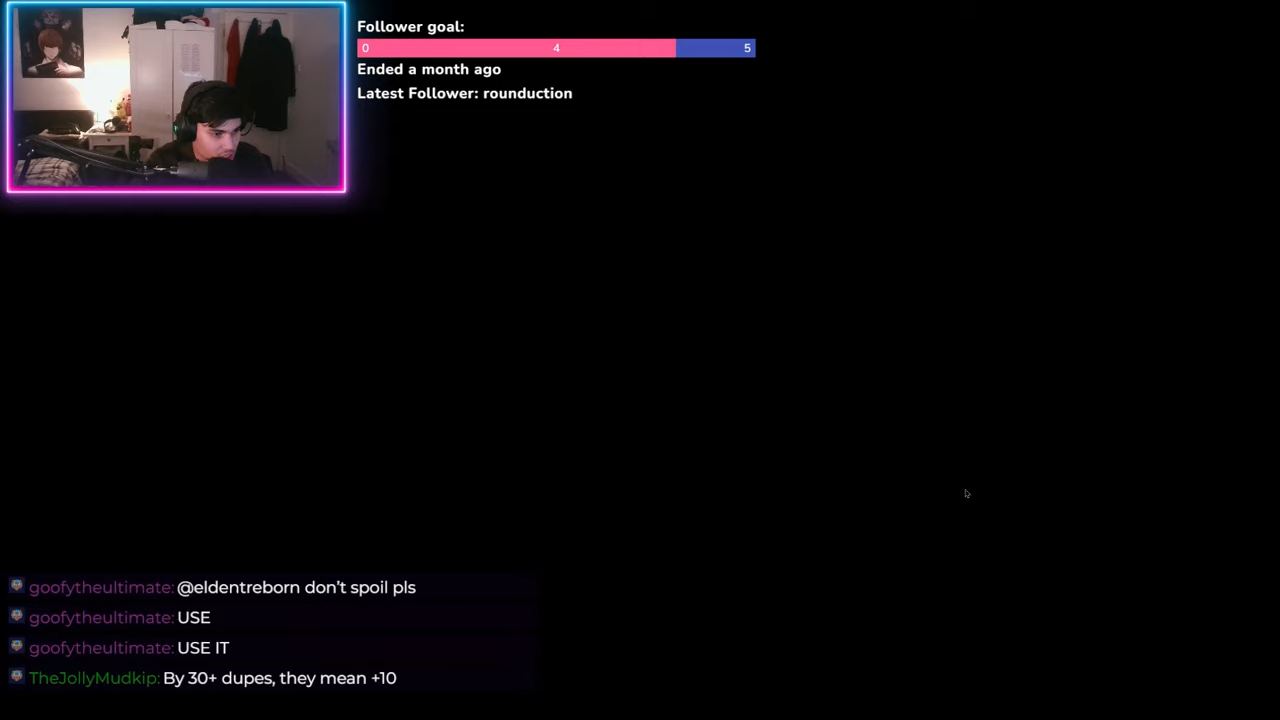 Follower goal:
0 4 5
Ended a month ago
Latest Follower: rounduction
goofytheultimate: @eldentreborn don't spoil pls
goofytheultimate: USE
goofytheultimate: USE IT
TheJollyMudkip: By 30+ dupes, they mean +10